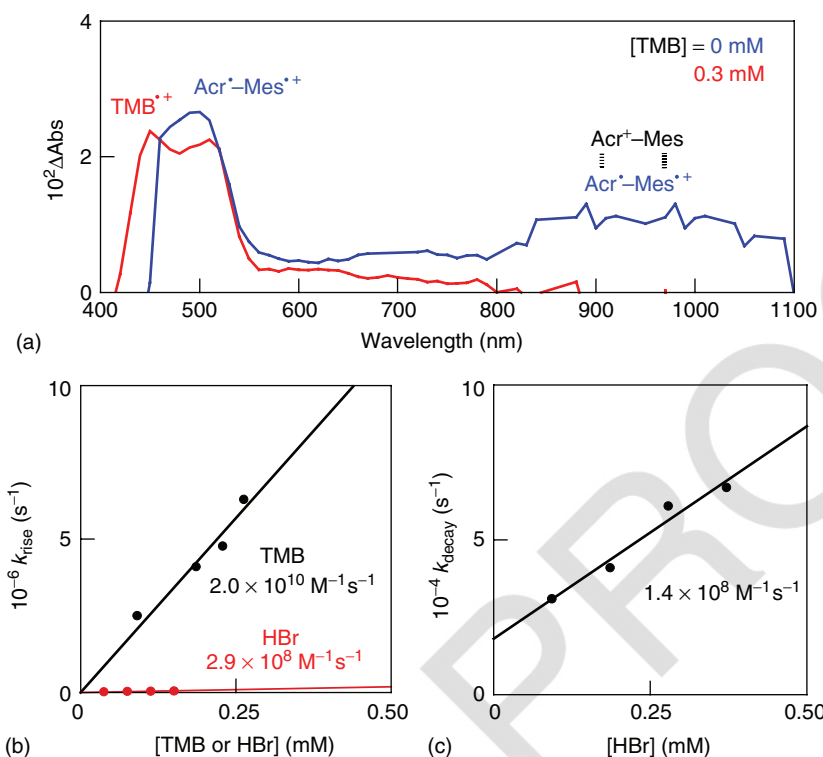 4
[TMB] = 0 mM
Acr•–Mes•+
0.3 mM
TMB•+
10²ΔAbs
2
Acr⁺–Mes
Acr•–Mes•+
0
400 500 600 700 800 900 1000 1100
(a)
Wavelength (nm)
10
10⁻⁶ k_rise (s⁻¹)
5
TMB
2.0 × 10¹⁰ M⁻¹s⁻¹
HBr
2.9 × 10⁸ M⁻¹s⁻¹
0
0 0.25 0.50
(b)
[TMB or HBr] (mM)
10
10⁻⁴ k_decay (s⁻¹)
5
1.4 × 10⁸ M⁻¹s⁻¹
0
0 0.25 0.50
(c)
[HBr] (mM)
PRO